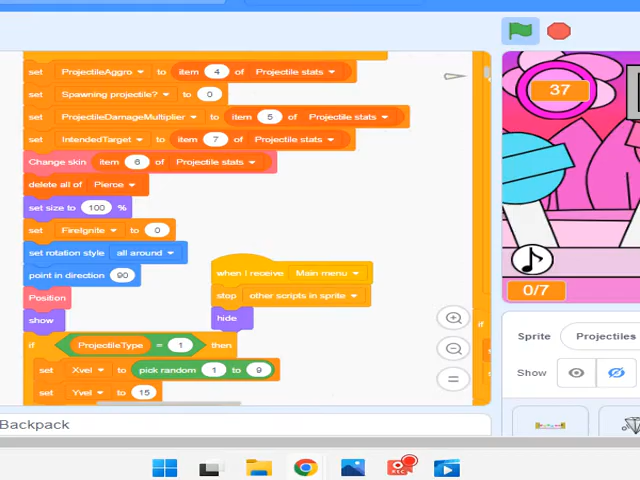 set ProjectileAggro to item 4 of Projectile stats
set Spawning projectile? to 0
set ProjectileDamageMultiplier to item 5 of Projectile stats
set IntendedTarget to item 7 of Projectile stats
Change skin item 6 of Projectile stats
delete all of Pierce
set size to 100 %
set FireIgnite to 0
set rotation style all around
point in direction 90
Position
show
if ProjectileType = 1 then
set Xvel to pick random 1 to 9
set Yvel to 15
when I receive Main menu
stop other scripts in sprite
hide
if
37
0/7
Sprite Projectiles
Show
Backpack
REC